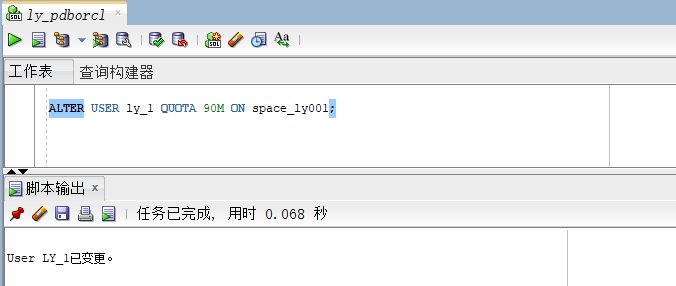 ly_pdborcl
工作表
查询构建器
ALTER USER ly_1 QUOTA 90M ON space_ly001;
脚本输出 x
任务已完成, 用时 0.068 秒
User LY_1已变更。